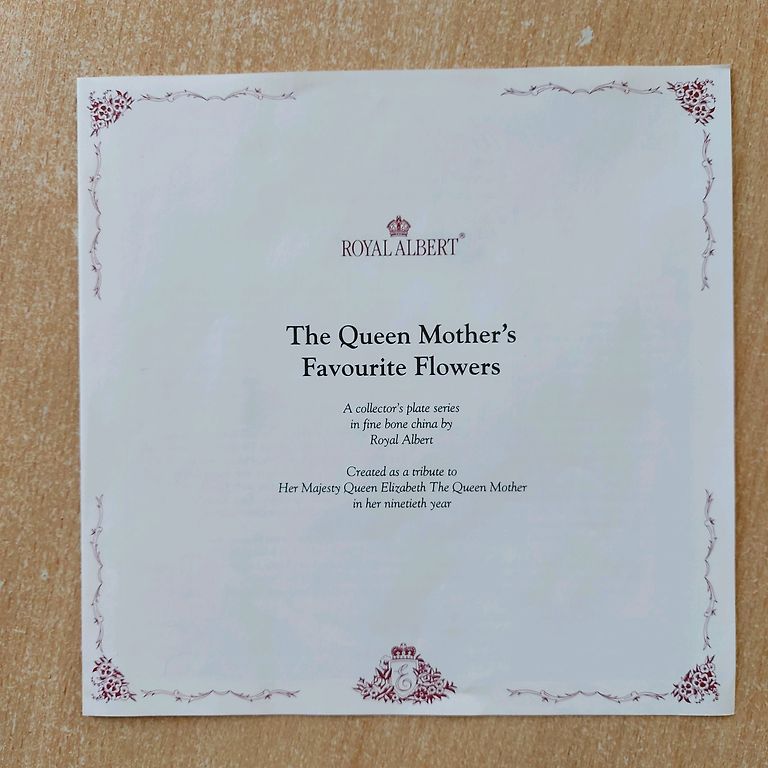 ROYAL ALBERT®
The Queen Mother's
Favourite Flowers
A collector's plate series
in fine bone china by
Royal Albert
Created as a tribute to
Her Majesty Queen Elizabeth The Queen Mother
in her ninetieth year
E